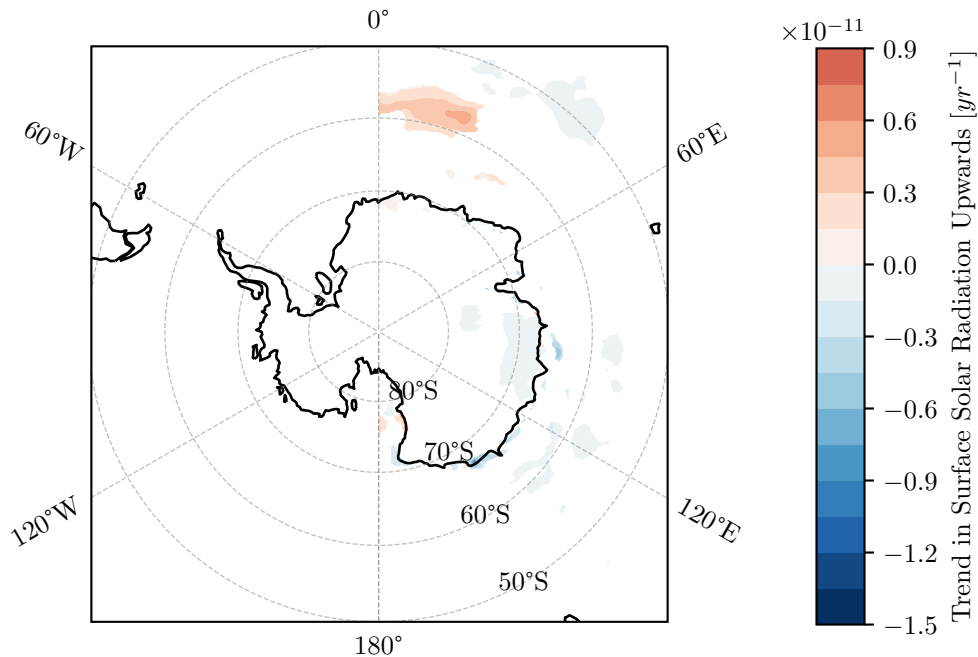 0°
×10⁻¹¹
60°W
60°E
80°S
70°S
60°S
50°S
120°W
120°E
180°
0.9
0.6
0.3
0.0
−0.3
−0.6
−0.9
−1.2
−1.5
Trend in Surface Solar Radiation Upwards [yr⁻¹]